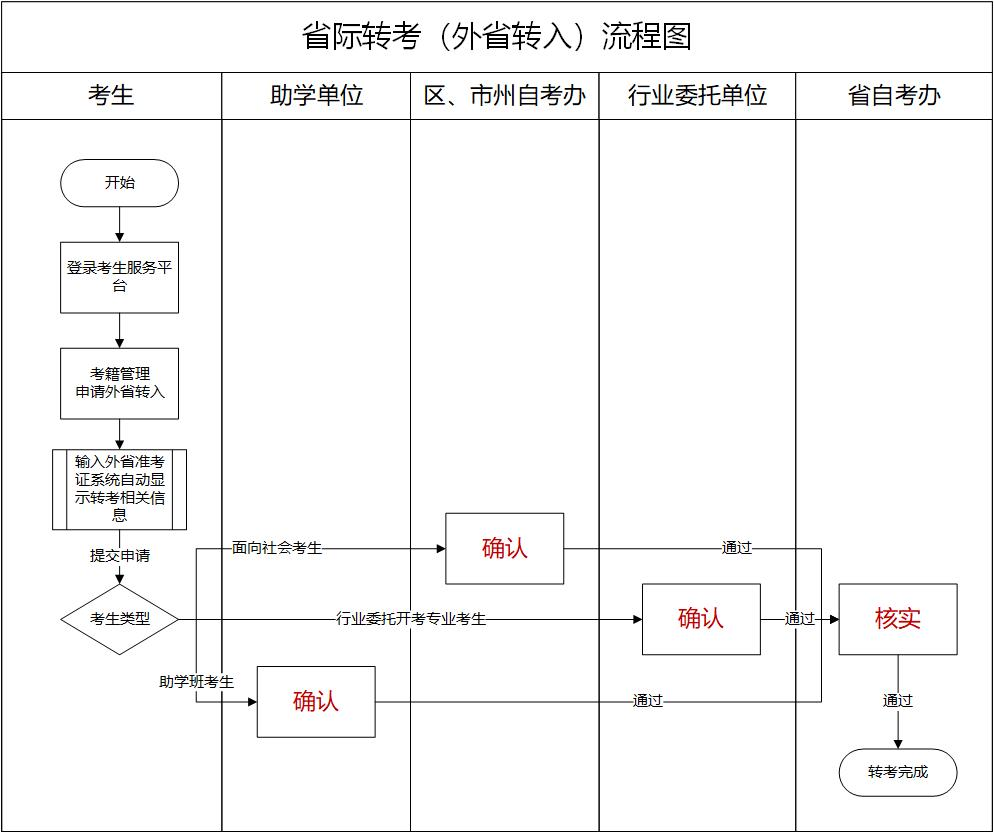 省际转考（外省转入）流程图
考生
助学单位
区、市州自考办
行业委托单位
省自考办
开始
登录考生服务平
台
考籍管理
申请外省转入
输入外省准考
证系统自动显
示转考相关信
息
提交申请
考生类型
面向社会考生
确认
通过
行业委托开考专业考生
确认
通过
核实
助学班考生
确认
通过
通过
转考完成